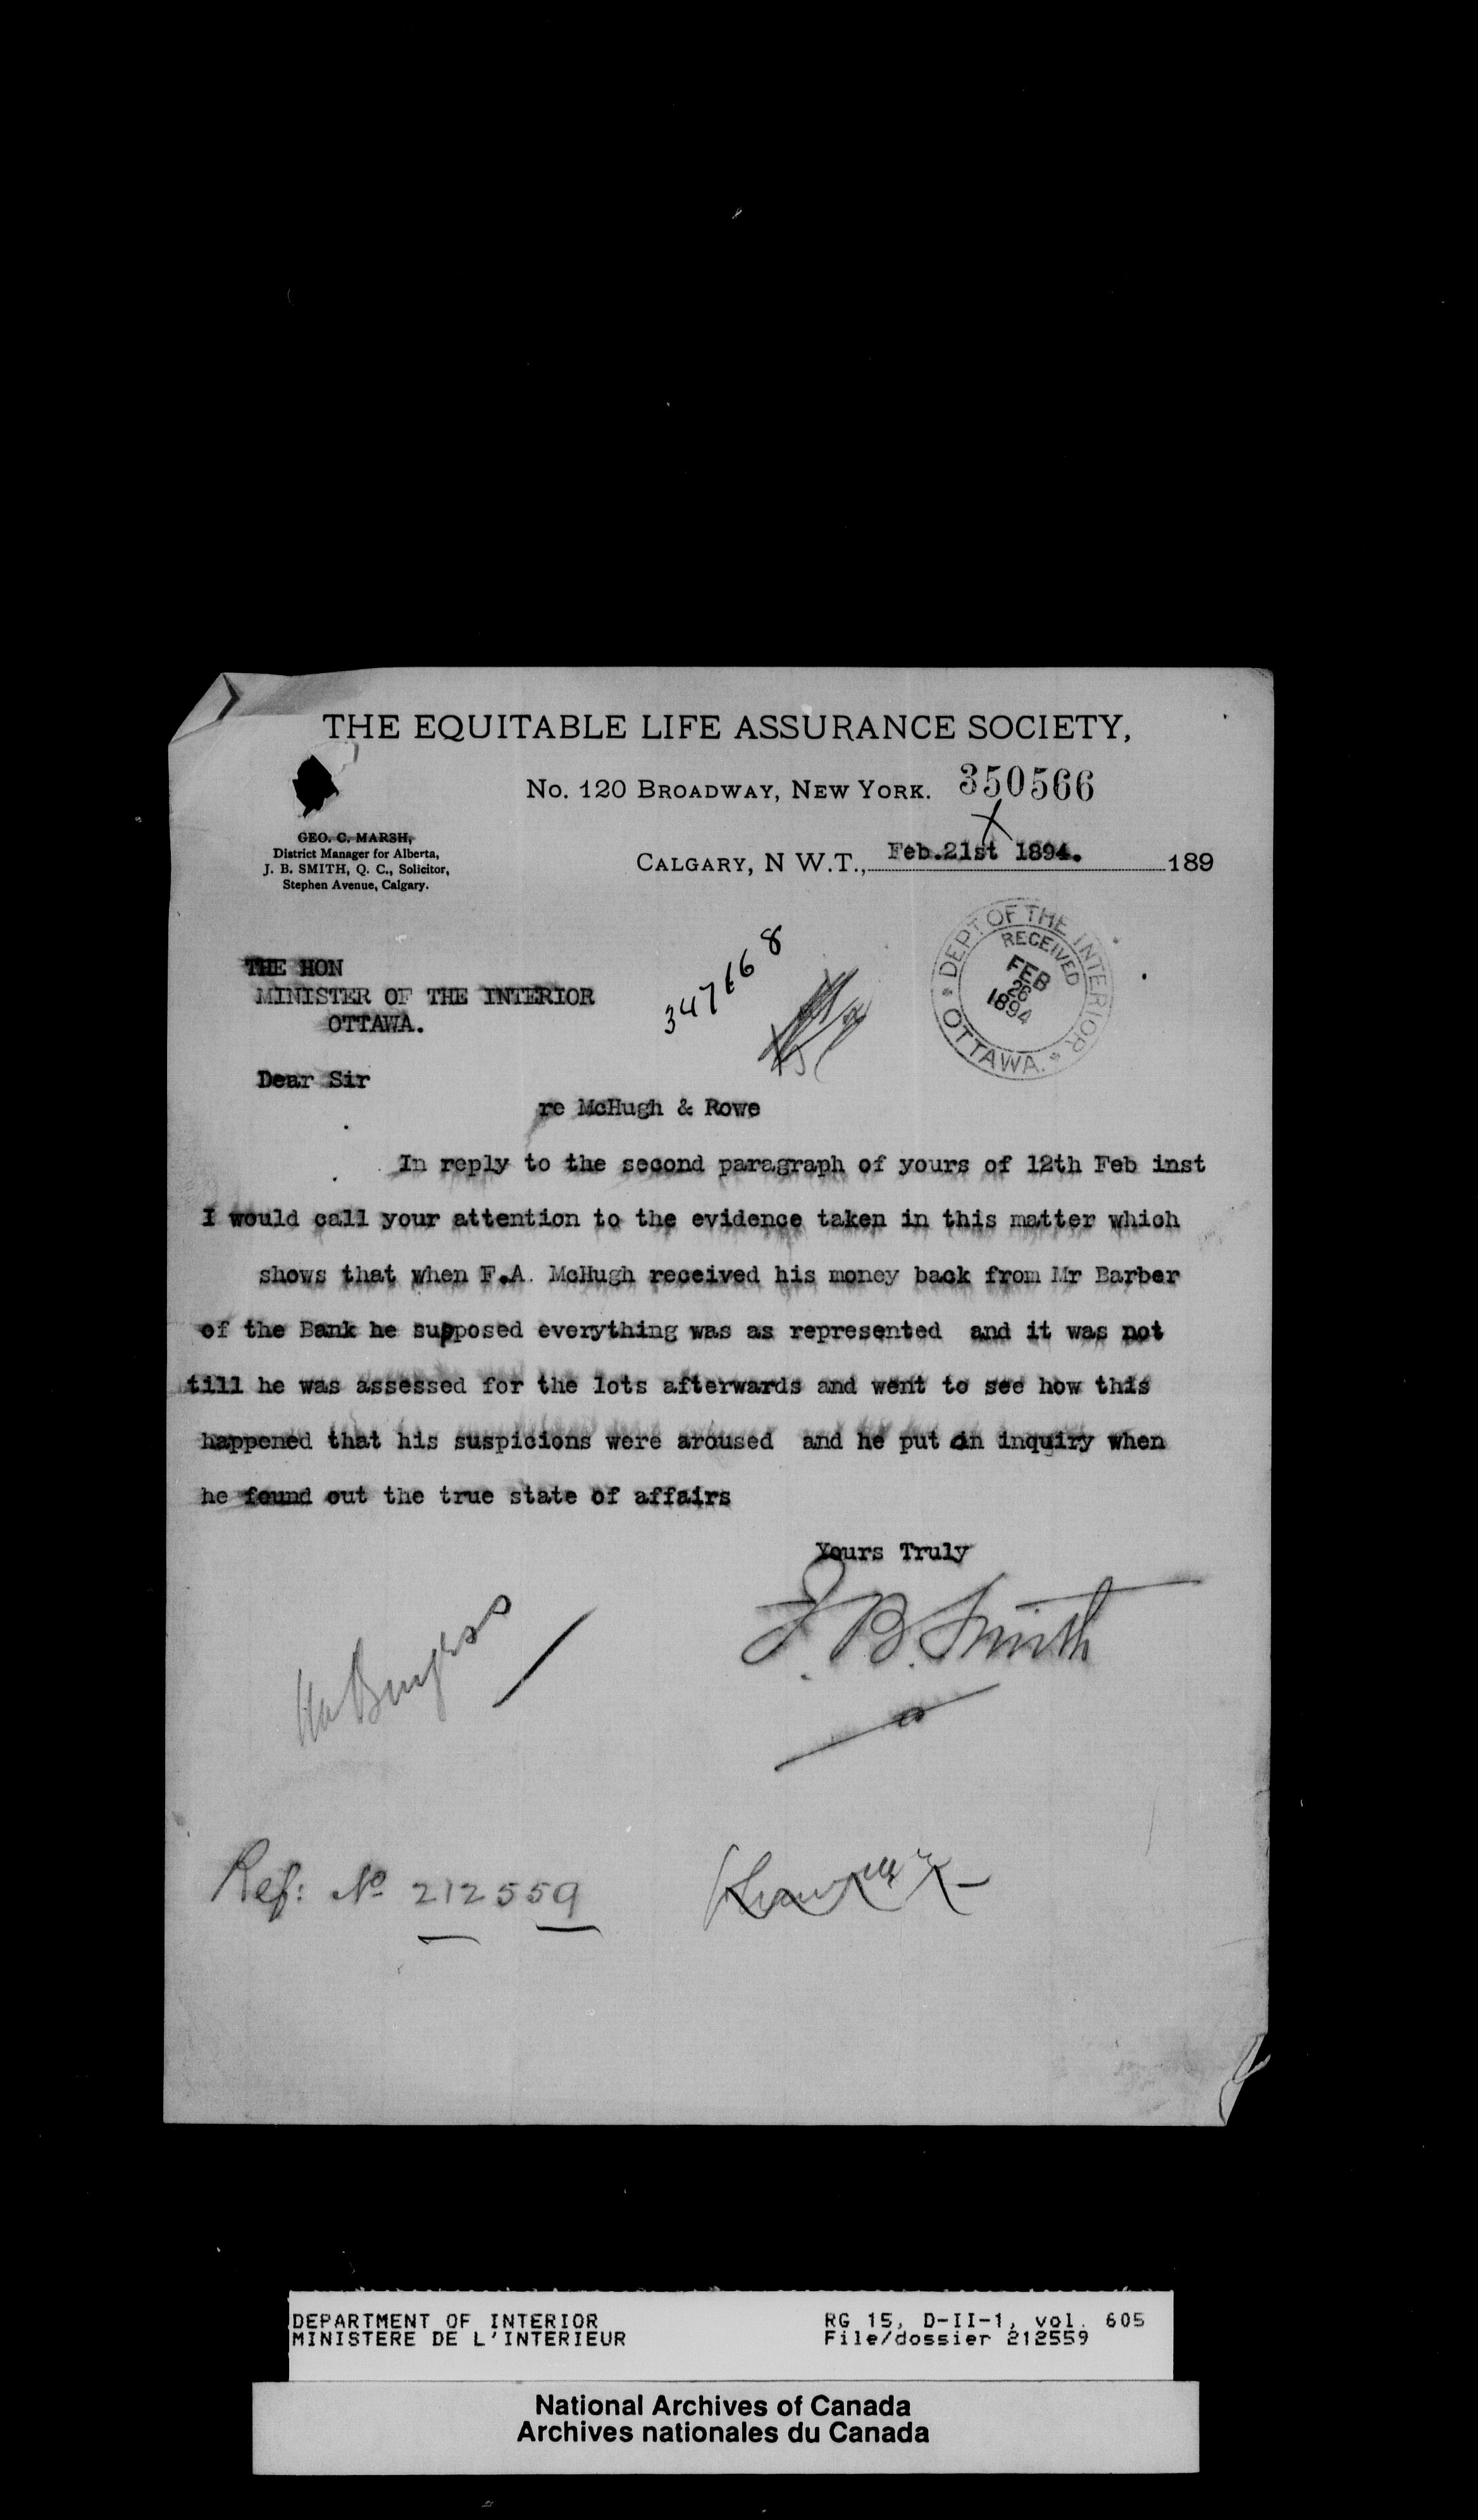 THE EQUITABLE LIFE ASSURANCE SOCIETY,
No. 120 BROADWAY, NEW YORK. 350566
GEO. C. MARSH,
District Manager for Alberta,
J. B. SMITH, Q. C., Solicitor,
Stephen Avenue, Calgary.
CALGARY, N W.T., Feb.21st 1894. 189
347168
DEPT OF THE INTERIOR
RECEIVED
FEB
26
1894
OTTAWA.
THE HON
MINISTER OF THE INTERIOR
OTTAWA.
Dear Sir
re McHugh & Rowe
In reply to the second paragraph of yours of 12th Feb inst
I would call your attention to the evidence taken in this matter which
shows that when F.A. McHugh received his money back from Mr Barber
of the Bank he supposed everything was as represented and it was not
till he was assessed for the lots afterwards and went to see how this
happened that his suspicions were aroused and he put on inquiry when
he found out the true state of affairs
Yours Truly
J. B. Smith
Mr Burgess
Ref: No 212559
DEPARTMENT OF INTERIOR
MINISTERE DE L'INTERIEUR
RG 15, D-II-1, vol. 605
File/dossier 212559
National Archives of Canada
Archives nationales du Canada